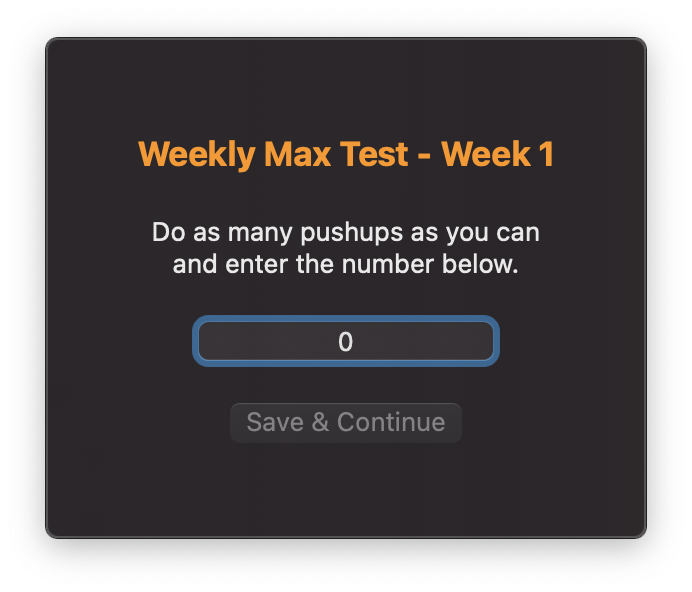 Weekly Max Test - Week 1
Do as many pushups as you can
and enter the number below.
0
Save & Continue